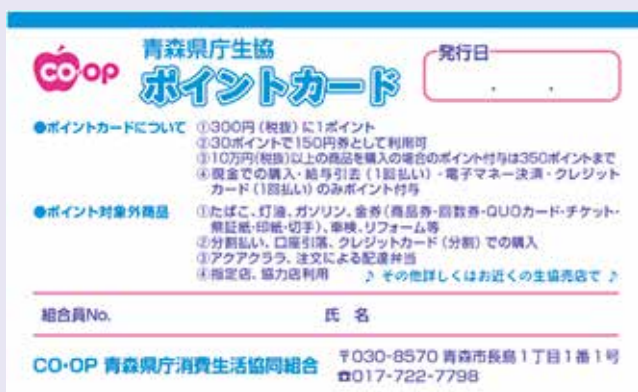 CO·OP
青森県庁生協
ポイントカード
発行日
. .
●ポイントカードについて ①300円(税抜)に1ポイント
②30ポイントで150円券として利用可
③10万円(税抜)以上の商品を購入の場合のポイント付与は350ポイントまで
④現金での購入・給与引去(1回払い)・電子マネー決済・クレジット
カード(1回払い)のみポイント付与
●ポイント対象外商品 ①たばこ、灯油、ガソリン、金券(商品券・回数券・QUOカード・チケット・
県証紙・印紙・切手)、車検、リフォーム等
②分割払い、口座引落、クレジットカード(分割)での購入
③アクアクララ、注文による配達弁当
④指定店、協力店利用 ♪ その他詳しくはお近くの生協売店で ♪
組合員No. 氏 名
CO・OP 青森県庁消費生活協同組合 〒030-8570 青森市長島1丁目1番1号
☎017-722-7798